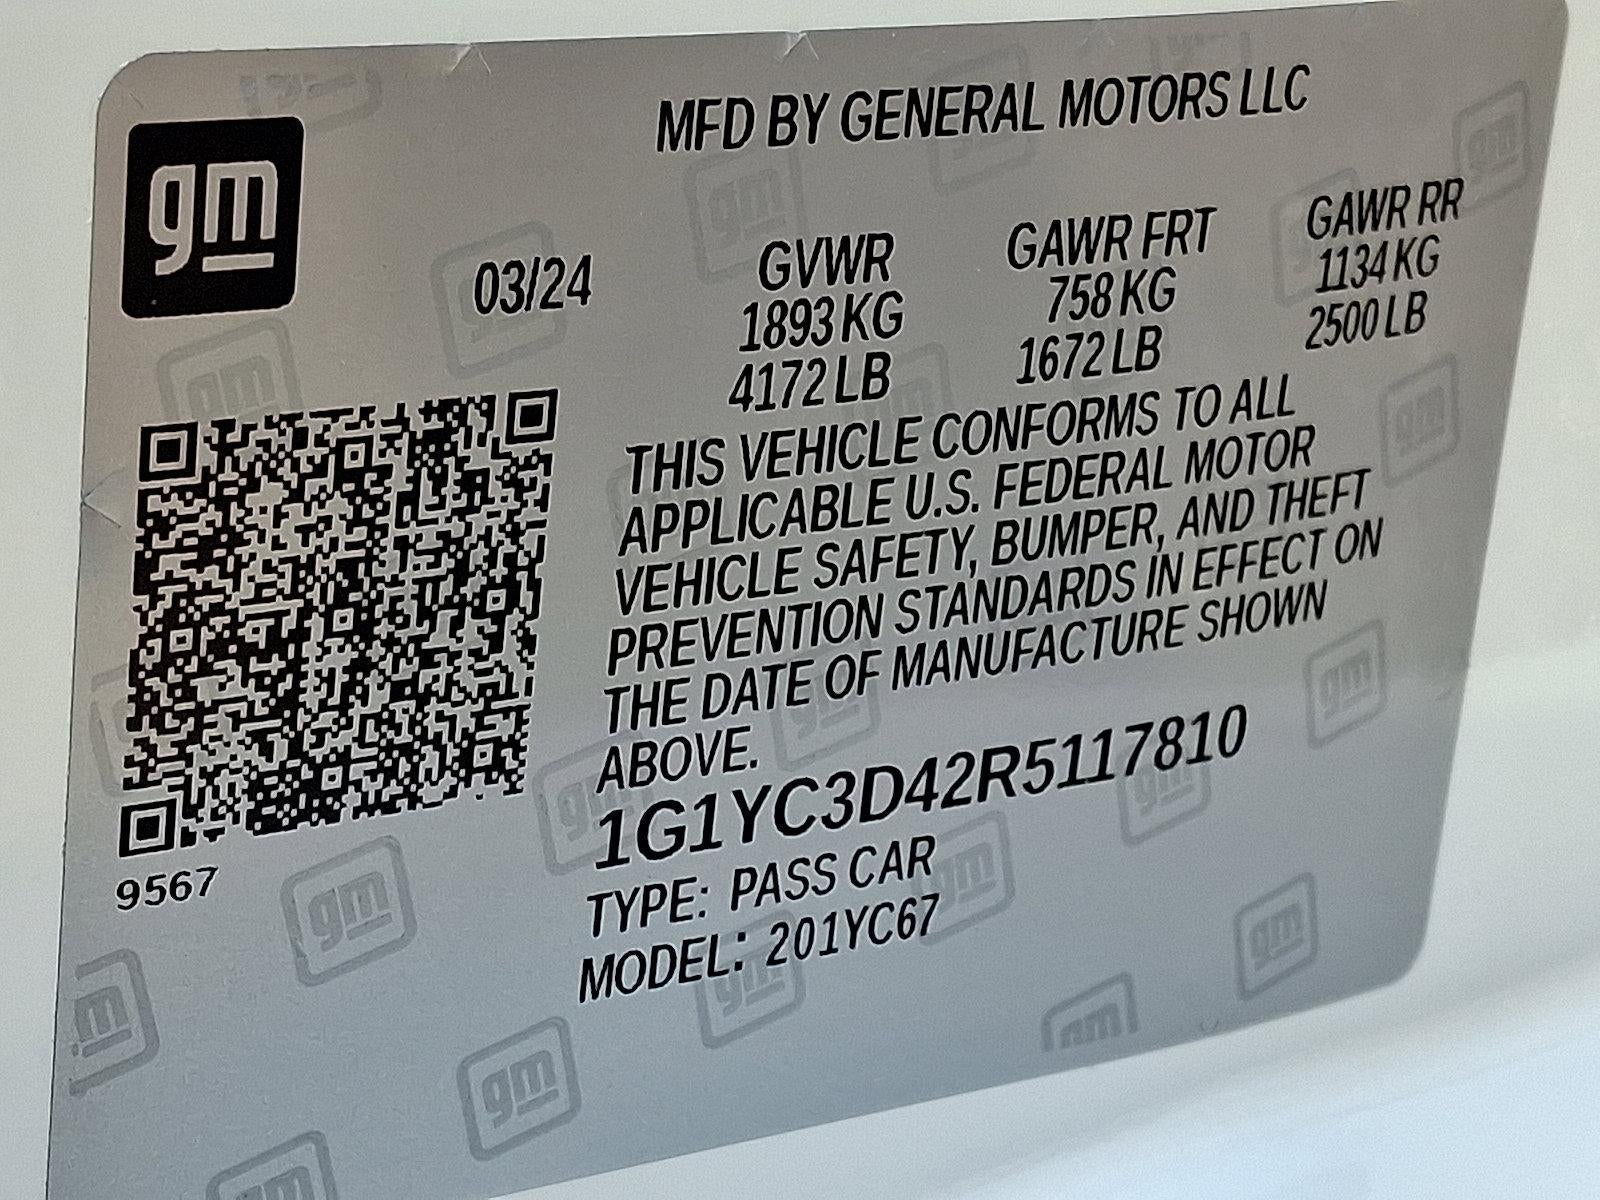 gm
MFD BY GENERAL MOTORS LLC
03/24
GVWR GAWR FRT GAWR RR
1893 KG 758 KG 1134 KG
4172 LB 1672 LB 2500 LB
THIS VEHICLE CONFORMS TO ALL
APPLICABLE U.S. FEDERAL MOTOR
VEHICLE SAFETY, BUMPER, AND THEFT
PREVENTION STANDARDS IN EFFECT ON
THE DATE OF MANUFACTURE SHOWN
ABOVE.
1G1YC3D42R5117810
TYPE: PASS CAR
MODEL: 201YC67
9567